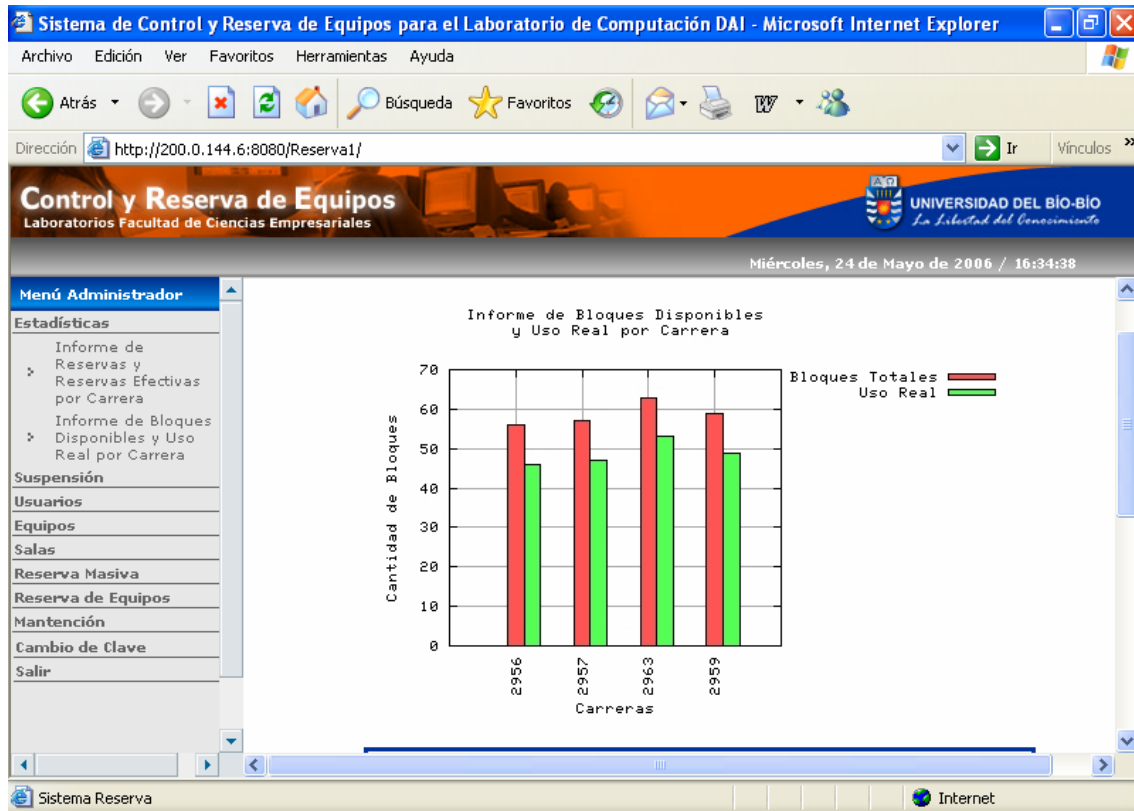 Sistema de Control y Reserva de Equipos para el Laboratorio de Computación DAI - Microsoft Internet Explorer
Archivo Edición Ver Favoritos Herramientas Ayuda
Atrás Búsqueda Favoritos
Dirección http://200.0.144.6:8080/Reserva1/ Ir Vínculos »
Control y Reserva de Equipos
Laboratorios Facultad de Ciencias Empresariales
UNIVERSIDAD DEL BÍO-BÍO
La Libertad del Conocimiento
Miércoles, 24 de Mayo de 2006 / 16:34:38
Menú Administrador
Estadísticas
Informe de
Reservas y
Reservas Efectivas
por Carrera
Informe de Bloques
Disponibles y Uso
Real por Carrera
Suspensión
Usuarios
Equipos
Salas
Reserva Masiva
Reserva de Equipos
Mantención
Cambio de Clave
Salir
Informe de Bloques Disponibles
y Uso Real por Carrera
Bloques Totales
Uso Real
Cantidad de Bloques
70
60
50
40
30
20
10
0
2956 2957 2963 2959
Carreras
Sistema Reserva Internet